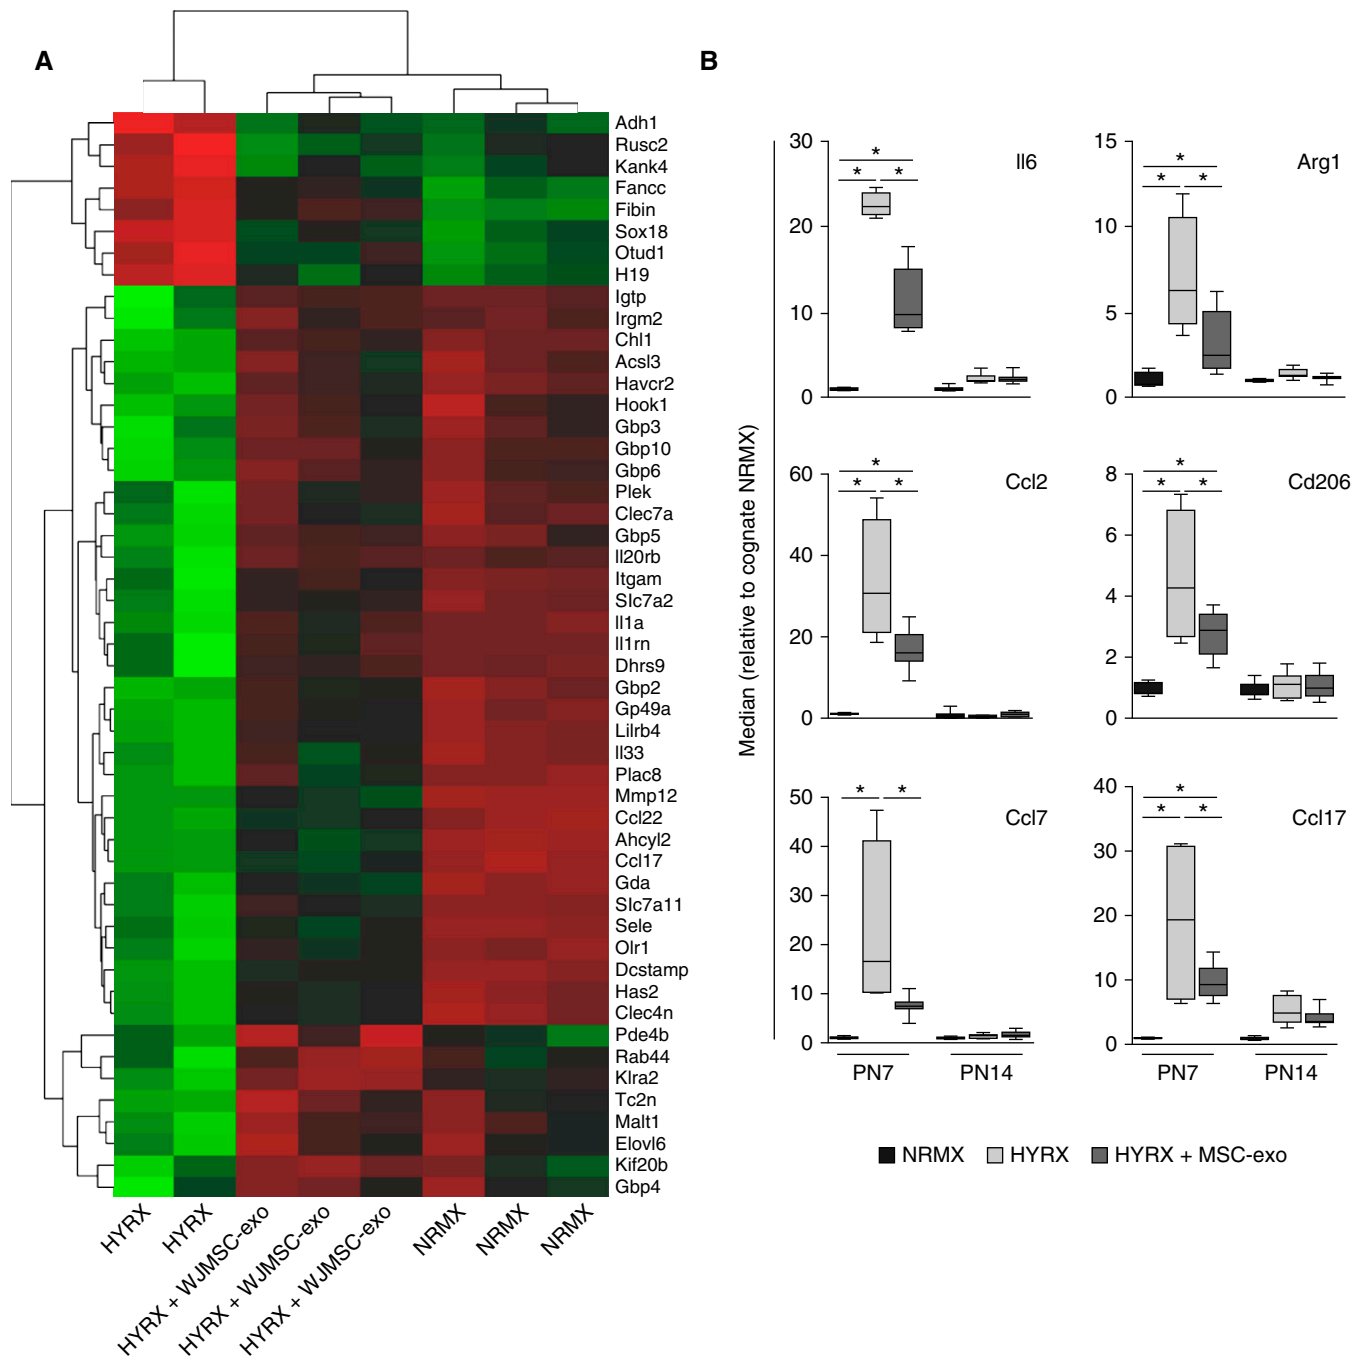 A
Adh1
Rusc2
Kank4
Fancc
Fibin
Sox18
Otud1
H19
Igtp
Irgm2
Chl1
Acsl3
Havcr2
Hook1
Gbp3
Gbp10
Gbp6
Plek
Clec7a
Gbp5
Il20rb
Itgam
Slc7a2
Il1a
Il1rn
Dhrs9
Gbp2
Gp49a
Lilrb4
Il33
Plac8
Mmp12
Ccl22
Ahcyl2
Ccl17
Gda
Slc7a11
Sele
Olr1
Dcstamp
Has2
Clec4n
Pde4b
Rab44
Klra2
Tc2n
Malt1
Elovl6
Kif20b
Gbp4
HYRX
HYRX
HYRX + WJMSC-exo
HYRX + WJMSC-exo
HYRX + WJMSC-exo
NRMX
NRMX
NRMX
B
Median (relative to cognate NRMX)
Il6
30
20
10
0
* * *
Arg1
15
10
5
0
* * *
Ccl2
60
40
20
0
* * *
Cd206
8
6
4
2
0
* * *
Ccl7
50
40
30
20
10
0
* *
PN7 PN14
Ccl17
40
30
20
10
0
* * *
PN7 PN14
NRMX HYRX HYRX + MSC-exo